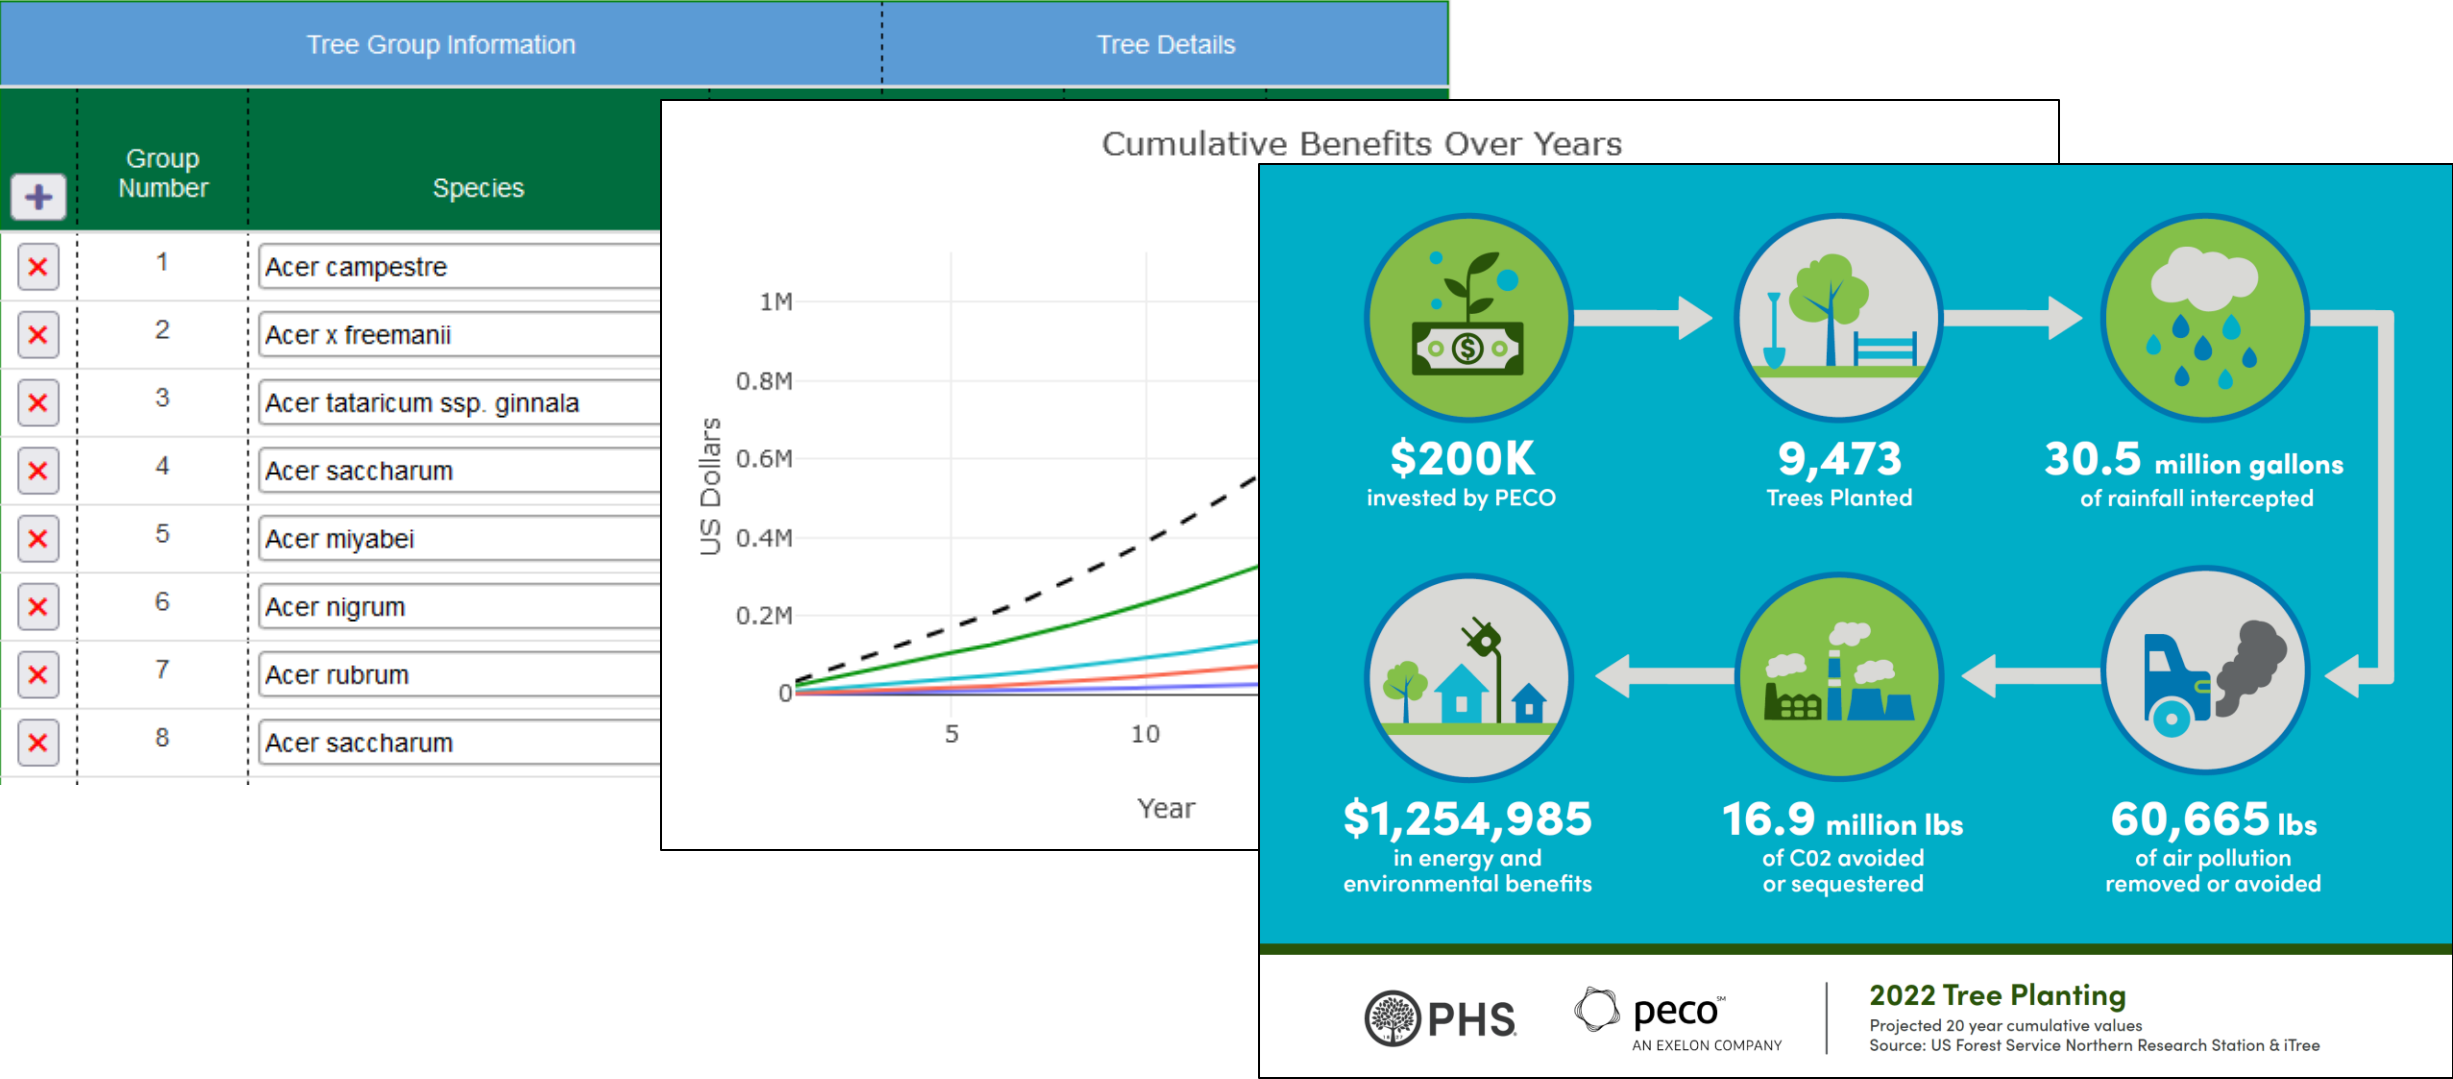 Tree Group Information
Tree Details
Group
Number
Species
1
Acer campestre
2
Acer x freemanii
3
Acer tataricum ssp. ginnala
4
Acer saccharum
5
Acer miyabei
6
Acer nigrum
7
Acer rubrum
8
Acer saccharum
Cumulative Benefits Over Years
US Dollars
1M
0.8M
0.6M
0.4M
0.2M
0
5
10
Year
$200K
invested by PECO
9,473
Trees Planted
30.5 million gallons
of rainfall intercepted
$1,254,985
in energy and
environmental benefits
16.9 million lbs
of C02 avoided
or sequestered
60,665 lbs
of air pollution
removed or avoided
PHS
peco℠
AN EXELON COMPANY
2022 Tree Planting
Projected 20 year cumulative values
Source: US Forest Service Northern Research Station & iTree